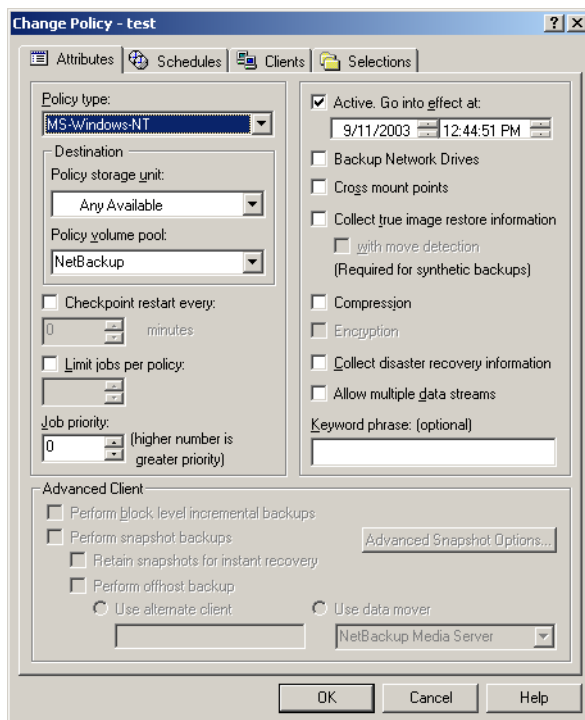 Change Policy - test
Attributes
Schedules
Clients
Selections
Policy type:
MS-Windows-NT
Destination
Policy storage unit:
Any Available
Policy volume pool:
NetBackup
Checkpoint restart every:
0 minutes
Limit jobs per policy:
Job priority:
0 (higher number is
greater priority)
Active. Go into effect at:
9/11/2003 12:44:51 PM
Backup Network Drives
Cross mount points
Collect true image restore information
with move detection
(Required for synthetic backups)
Compression
Encryption
Collect disaster recovery information
Allow multiple data streams
Keyword phrase: (optional)
Advanced Client
Perform block level incremental backups
Perform snapshot backups
Advanced Snapshot Options...
Retain snapshots for instant recovery
Perform offhost backup
Use alternate client
Use data mover
NetBackup Media Server
OK
Cancel
Help